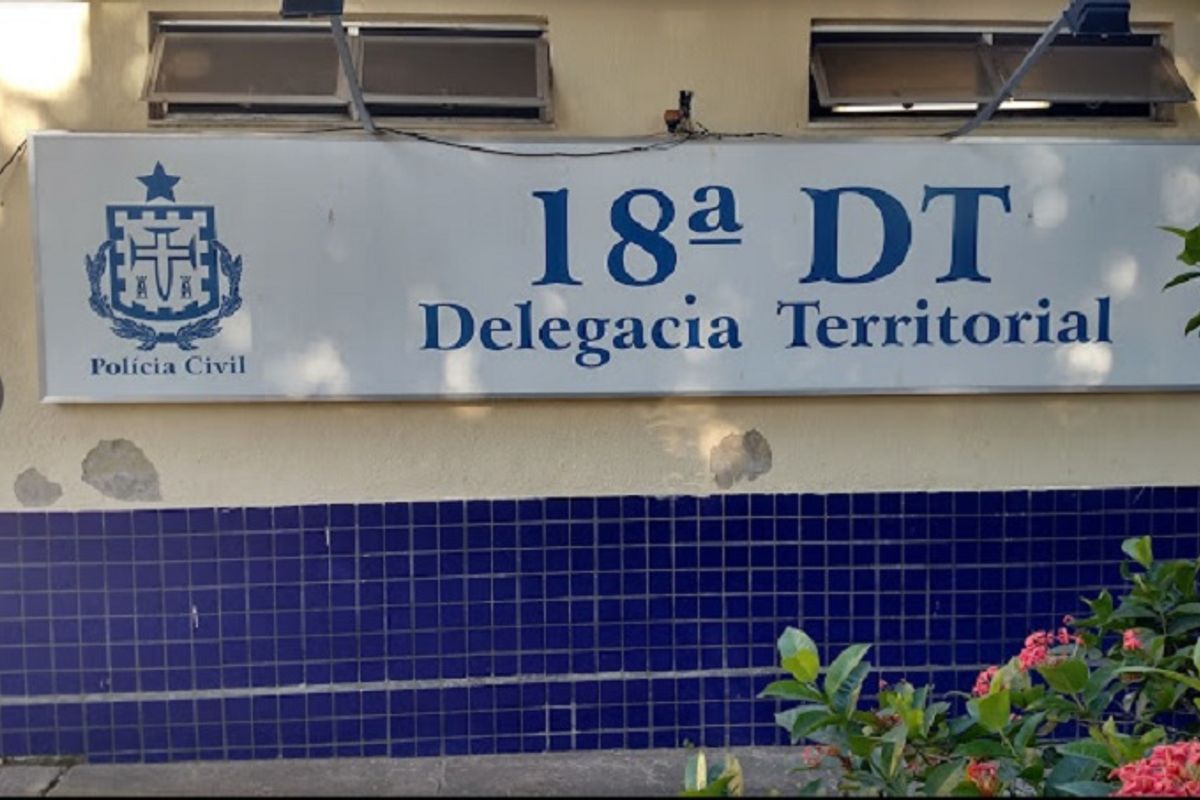 18ª DT
Delegacia Territorial
Polícia Civil